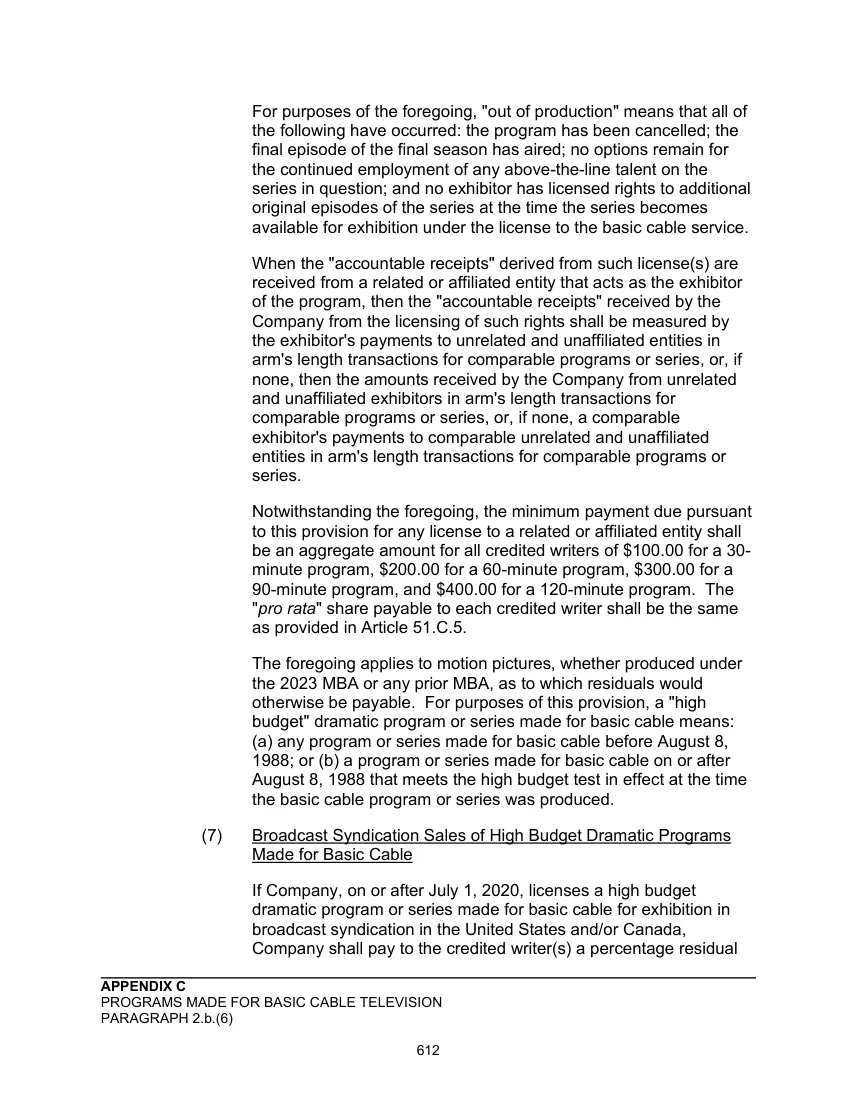 For purposes of the foregoing, "out of production" means that all of
the following have occurred: the program has been cancelled; the
final episode of the final season has aired; no options remain for
the continued employment of any above-the-line talent on the
series in question; and no exhibitor has licensed rights to additional
original episodes of the series at the time the series becomes
available for exhibition under the license to the basic cable service.
When the "accountable receipts" derived from such license(s) are
received from a related or affiliated entity that acts as the exhibitor
of the program, then the "accountable receipts" received by the
Company from the licensing of such rights shall be measured by
the exhibitor's payments to unrelated and unaffiliated entities in
arm's length transactions for comparable programs or series, or, if
none, then the amounts received by the Company from unrelated
and unaffiliated exhibitors in arm's length transactions for
comparable programs or series, or, if none, a comparable
exhibitor's payments to comparable unrelated and unaffiliated
entities in arm's length transactions for comparable programs or
series.
Notwithstanding the foregoing, the minimum payment due pursuant
to this provision for any license to a related or affiliated entity shall
be an aggregate amount for all credited writers of $100.00 for a 30-
minute program, $200.00 for a 60-minute program, $300.00 for a
90-minute program, and $400.00 for a 120-minute program.  The
"pro rata" share payable to each credited writer shall be the same
as provided in Article 51.C.5.
The foregoing applies to motion pictures, whether produced under
the 2023 MBA or any prior MBA, as to which residuals would
otherwise be payable.  For purposes of this provision, a "high
budget" dramatic program or series made for basic cable means:
(a) any program or series made for basic cable before August 8,
1988; or (b) a program or series made for basic cable on or after
August 8, 1988 that meets the high budget test in effect at the time
the basic cable program or series was produced.
(7) Broadcast Syndication Sales of High Budget Dramatic Programs
Made for Basic Cable
If Company, on or after July 1, 2020, licenses a high budget
dramatic program or series made for basic cable for exhibition in
broadcast syndication in the United States and/or Canada,
Company shall pay to the credited writer(s) a percentage residual
APPENDIX C
PROGRAMS MADE FOR BASIC CABLE TELEVISION
PARAGRAPH 2.b.(6)
612